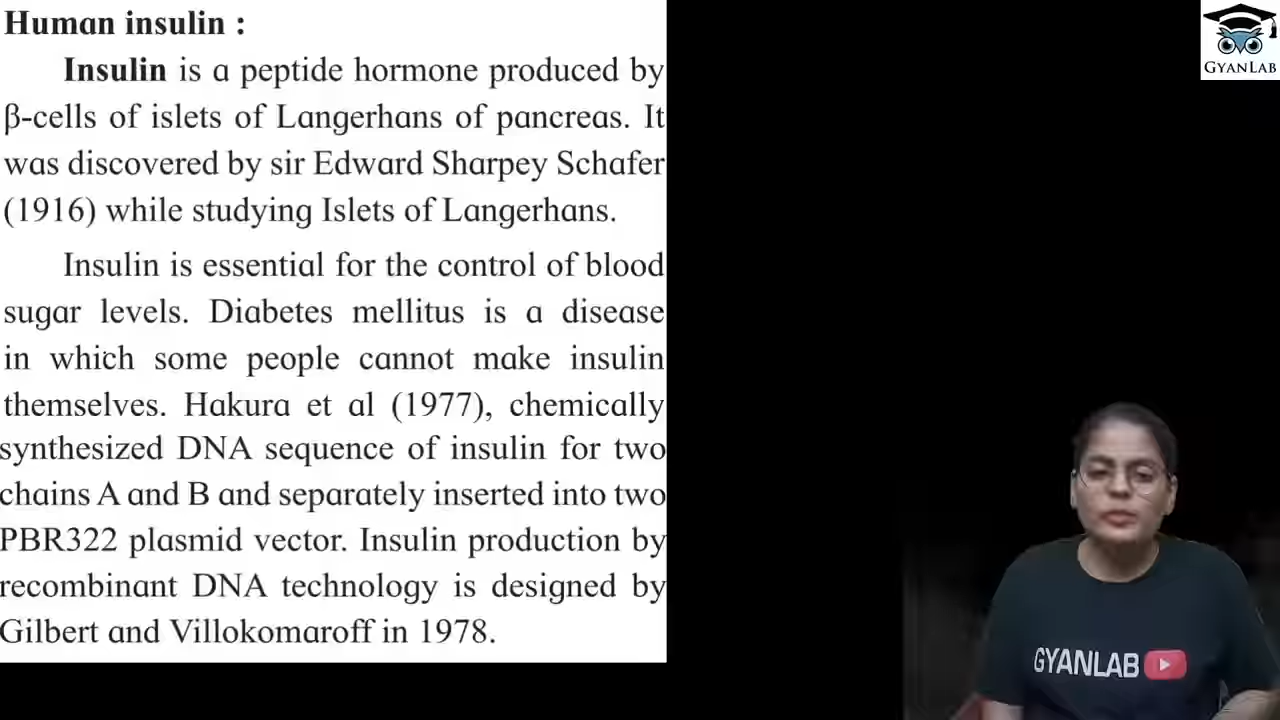 Human insulin :
Insulin is a peptide hormone produced by
β-cells of islets of Langerhans of pancreas. It
was discovered by sir Edward Sharpey Schafer
(1916) while studying Islets of Langerhans.
Insulin is essential for the control of blood
sugar levels. Diabetes mellitus is a disease
in which some people cannot make insulin
themselves. Hakura et al (1977), chemically
synthesized DNA sequence of insulin for two
chains A and B and separately inserted into two
PBR322 plasmid vector. Insulin production by
recombinant DNA technology is designed by
Gilbert and Villokomaroff in 1978.
GYANLAB
GYANLAB